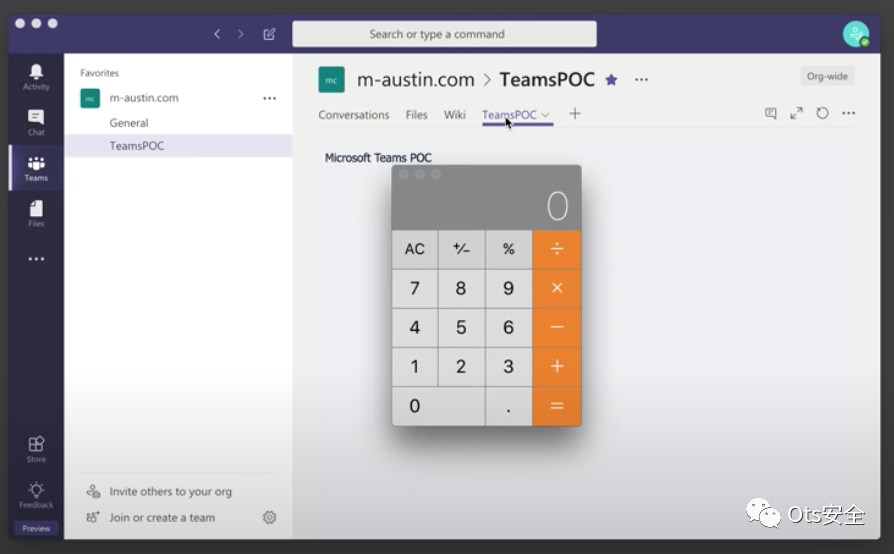 Search or type a command
Activity
Chat
Teams
Files
Store
Feedback
Preview
Favorites
mc m-austin.com
General
TeamsPOC
Invite others to your org
Join or create a team
mc m-austin.com > TeamsPOC
Org-wide
Conversations Files Wiki TeamsPOC
Microsoft Teams POC
0
AC +/− % ÷
7 8 9 ×
4 5 6 −
1 2 3 +
0 . =
Ots安全